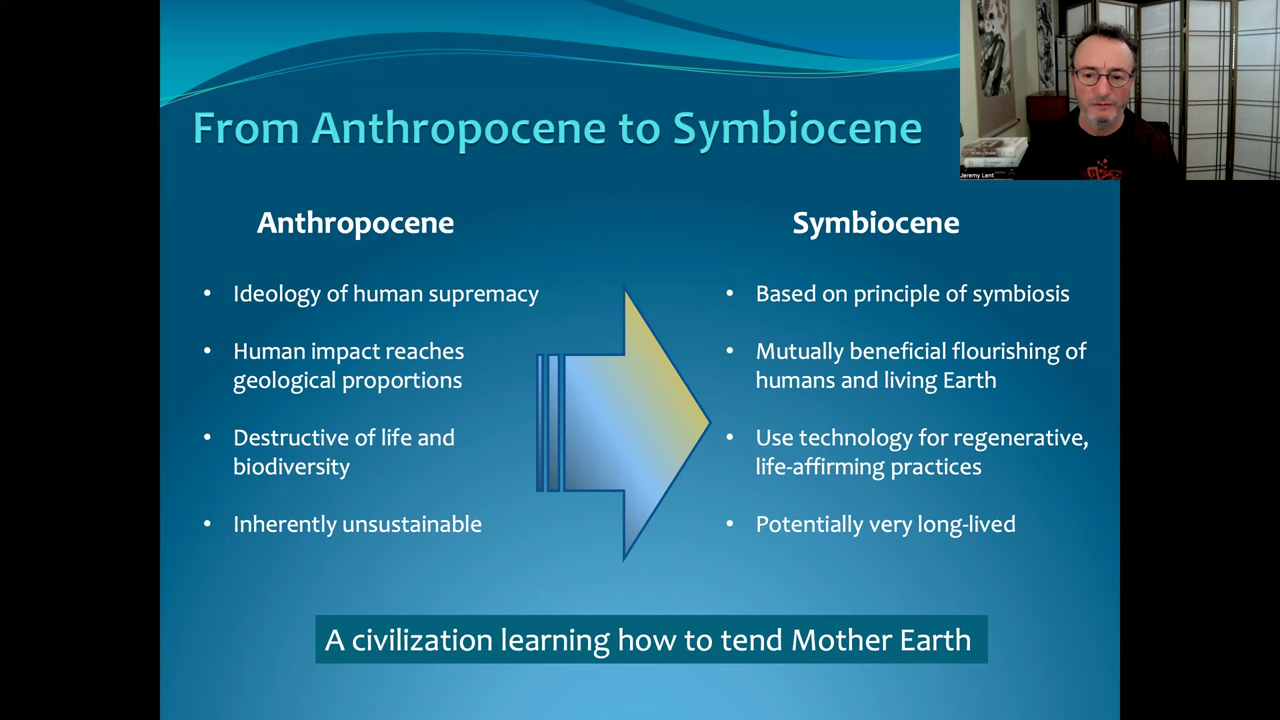 From Anthropocene to Symbiocene
Jeremy Lent
Anthropocene
• Ideology of human supremacy
• Human impact reaches
geological proportions
• Destructive of life and
biodiversity
• Inherently unsustainable
Symbiocene
• Based on principle of symbiosis
• Mutually beneficial flourishing of
humans and living Earth
• Use technology for regenerative,
life-affirming practices
• Potentially very long-lived
A civilization learning how to tend Mother Earth